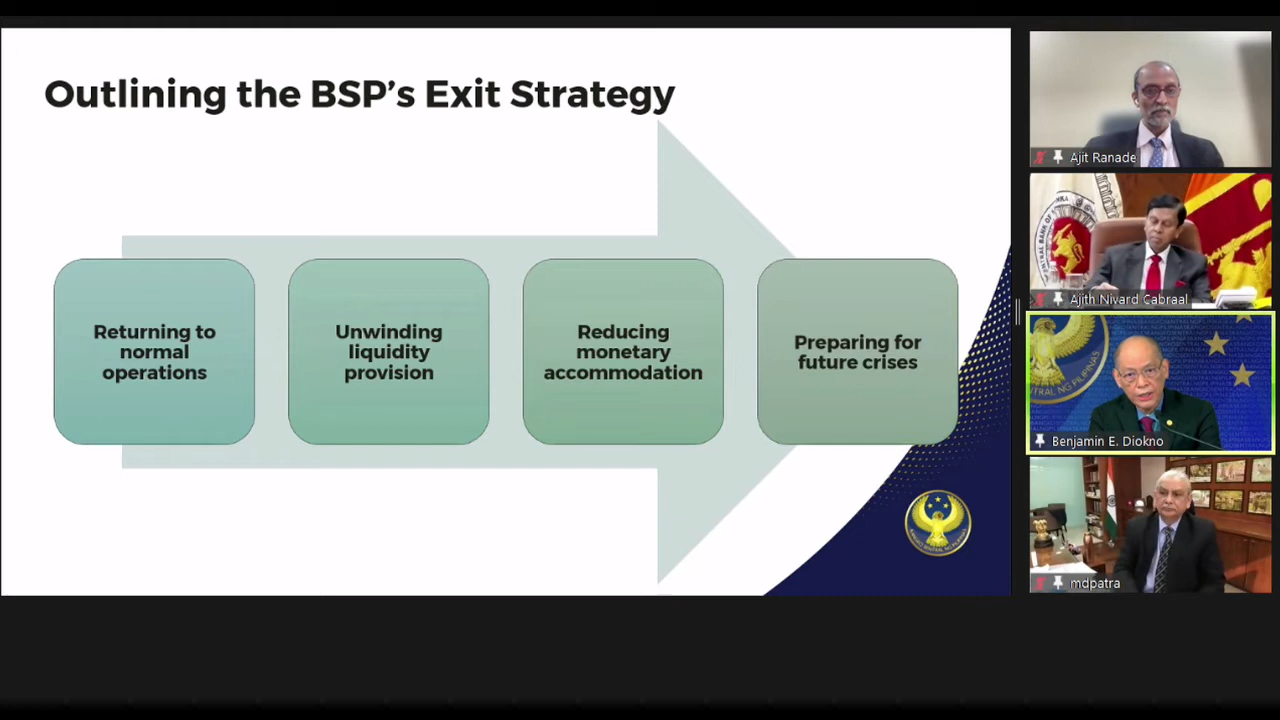 Outlining the BSP's Exit Strategy
Returning to
normal
operations
Unwinding
liquidity
provision
Reducing
monetary
accommodation
Preparing for
future crises
Ajit Ranade
Ajith Nivard Cabraal
Benjamin E. Diokno
mdpatra